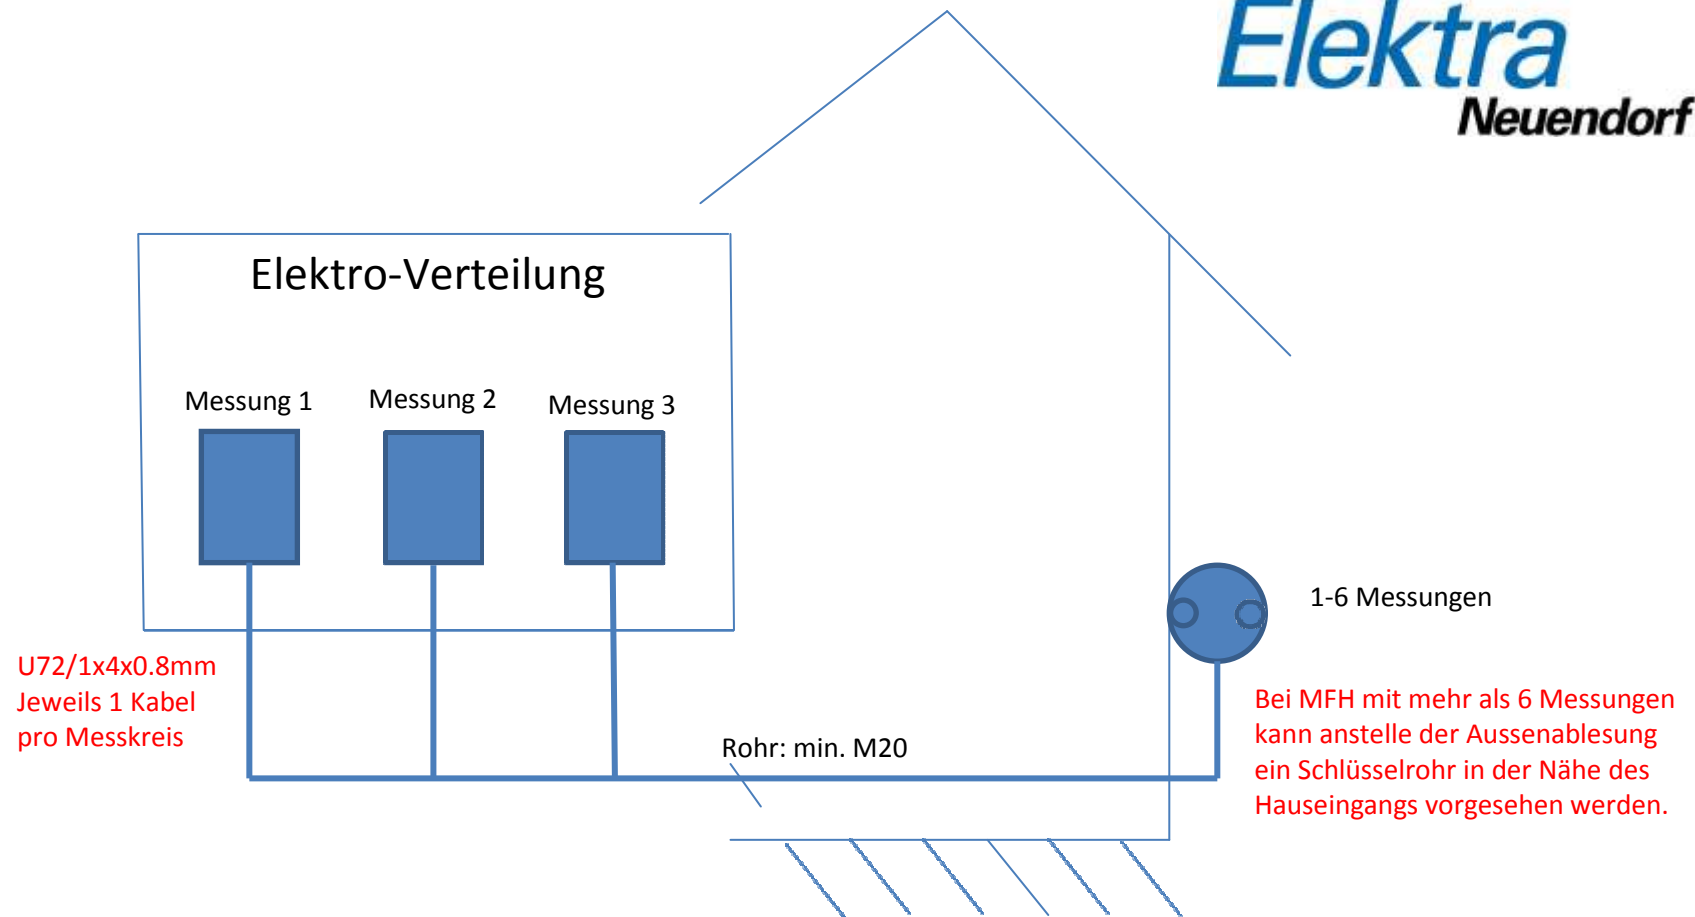 Elektra
Neuendorf
Elektro-Verteilung
Messung 1
Messung 2
Messung 3
1-6 Messungen
U72/1x4x0.8mm
Jeweils 1 Kabel
pro Messkreis
Rohr: min. M20
Bei MFH mit mehr als 6 Messungen
kann anstelle der Aussenablesung
ein Schlüsselrohr in der Nähe des
Hauseingangs vorgesehen werden.